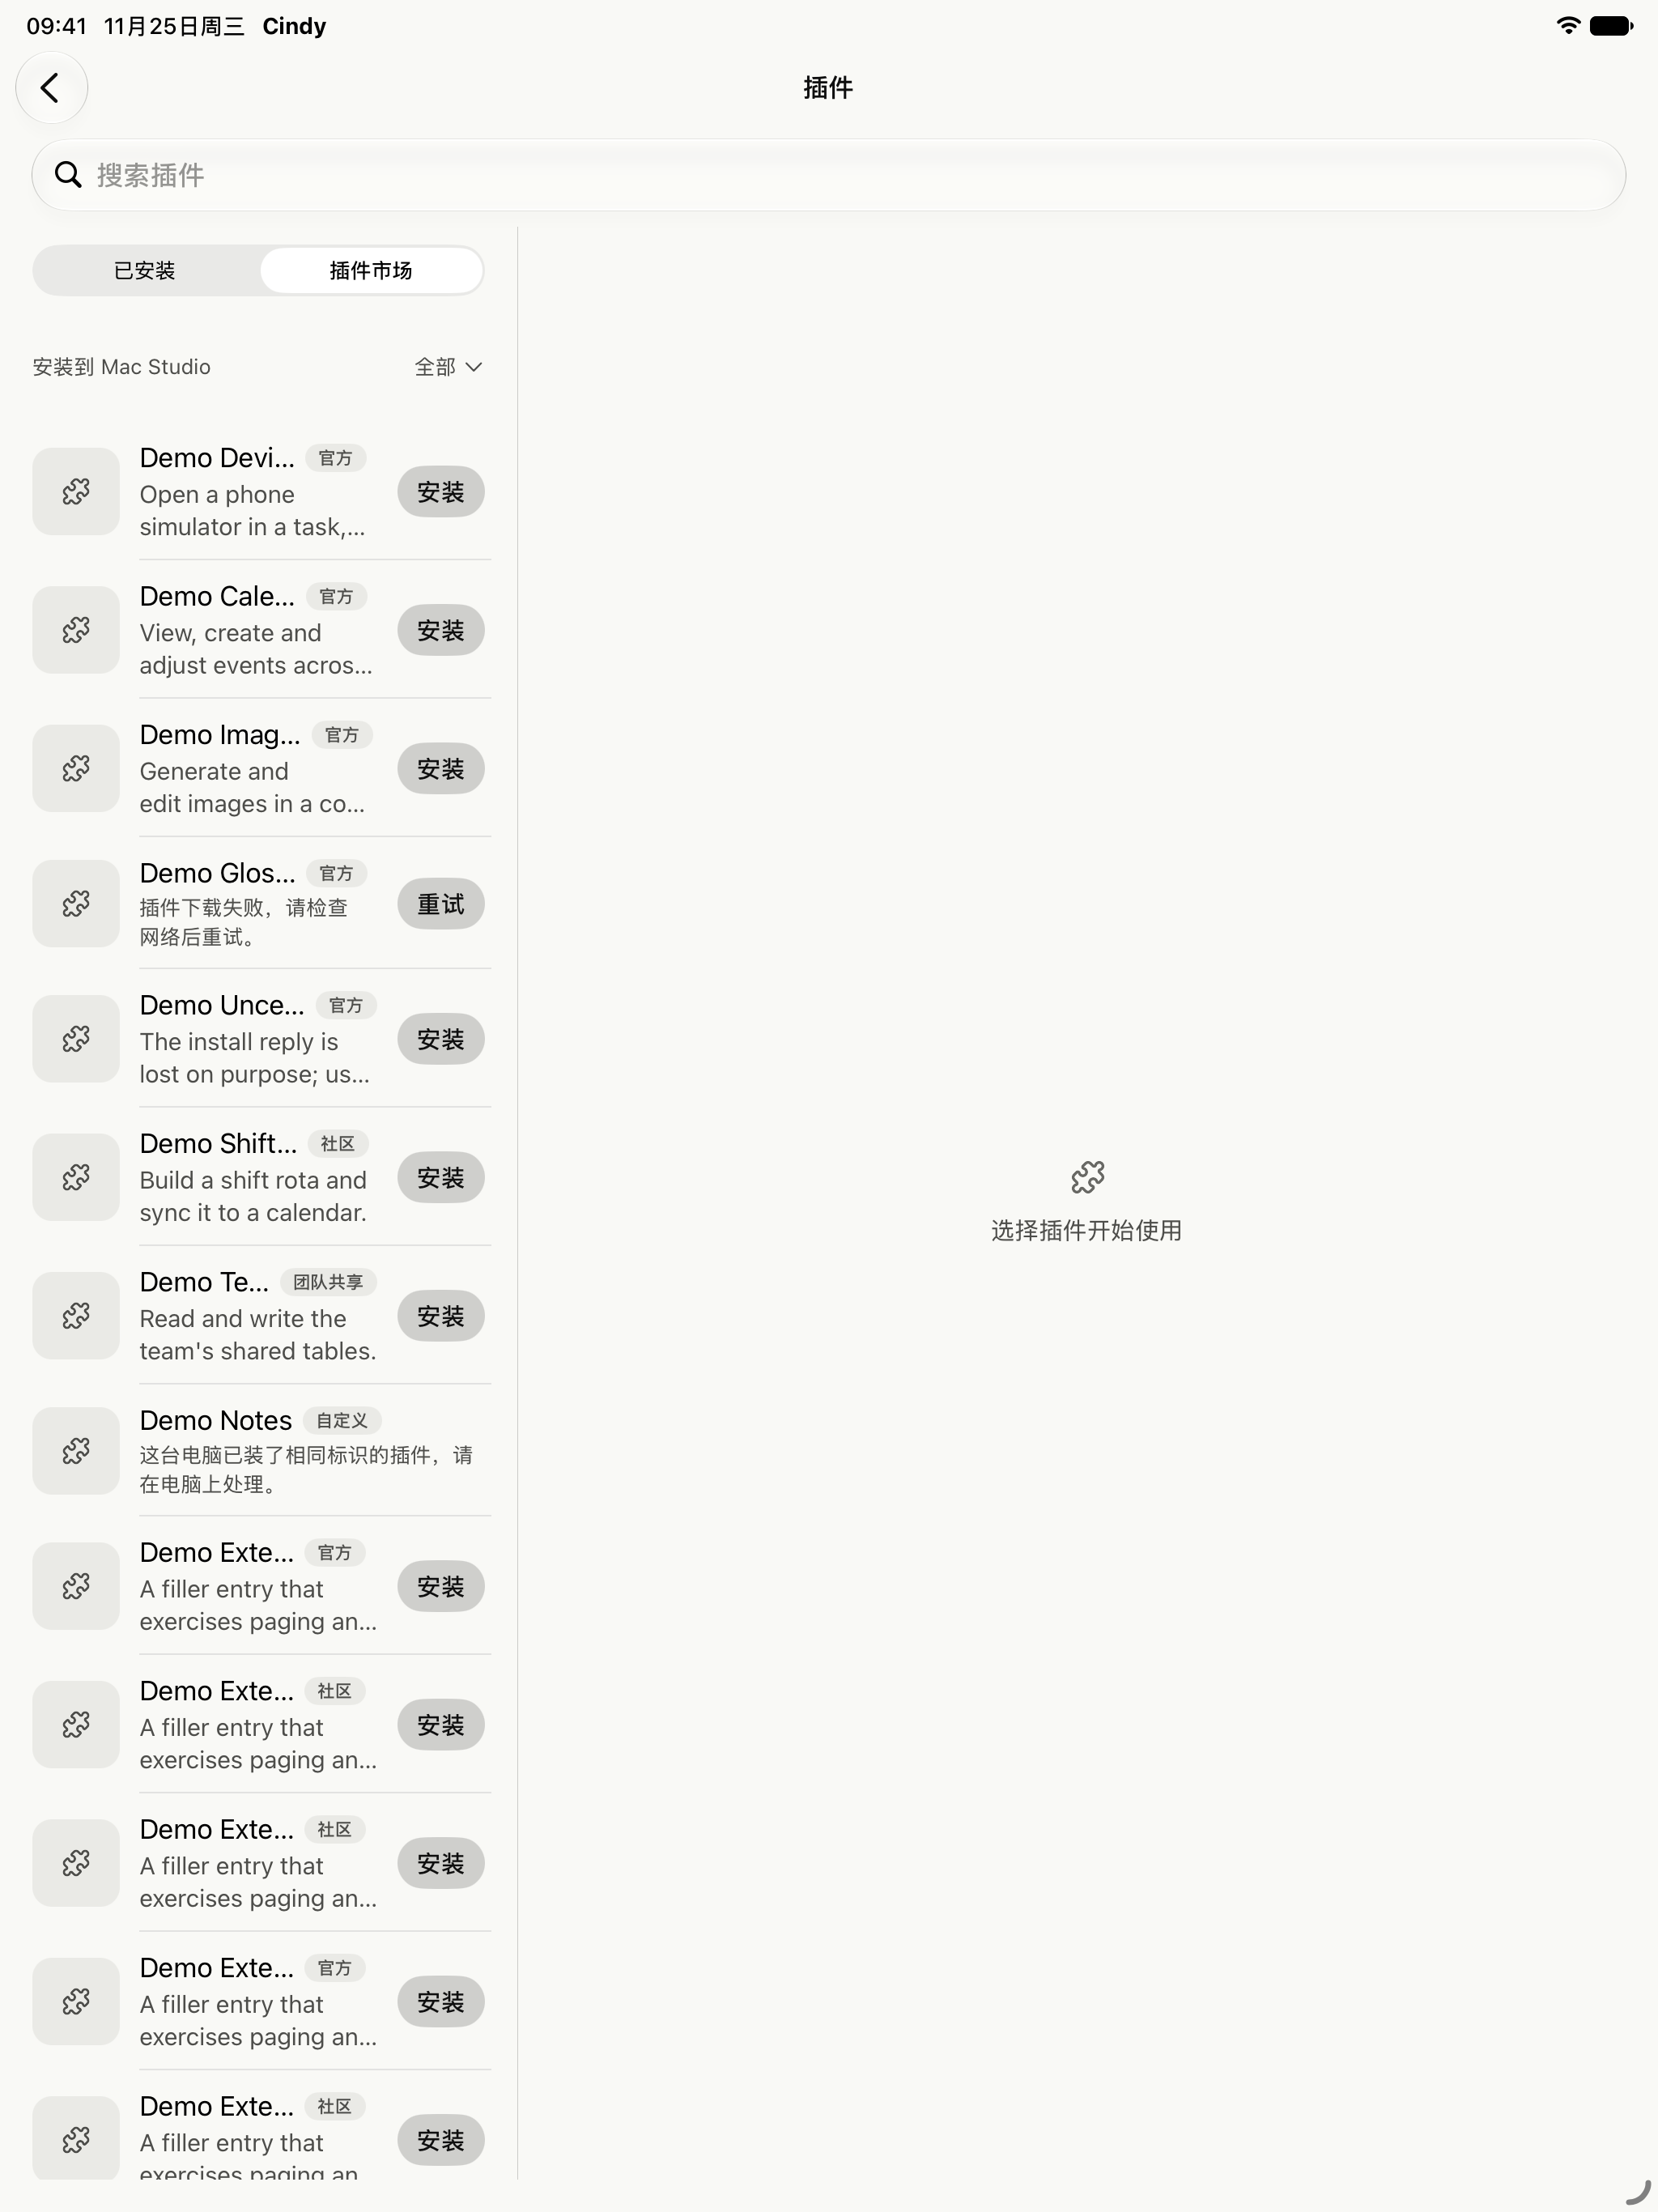 09:41 11月25日周三 Cindy
插件
搜索插件
已安装
插件市场
安装到 Mac Studio
全部
Demo Devi... 官方
Open a phone
simulator in a task,...
安装
Demo Cale... 官方
View, create and
adjust events acros...
安装
Demo Imag... 官方
Generate and
edit images in a co...
安装
Demo Glos... 官方
插件下载失败，请检查
网络后重试。
重试
Demo Unce... 官方
The install reply is
lost on purpose; us...
安装
Demo Shift... 社区
Build a shift rota and
sync it to a calendar.
安装
Demo Te... 团队共享
Read and write the
team's shared tables.
安装
Demo Notes 自定义
这台电脑已装了相同标识的插件，请
在电脑上处理。
Demo Exte... 官方
A filler entry that
exercises paging an...
安装
Demo Exte... 社区
A filler entry that
exercises paging an...
安装
Demo Exte... 社区
A filler entry that
exercises paging an...
安装
Demo Exte... 官方
A filler entry that
exercises paging an...
安装
Demo Exte... 社区
A filler entry that
exercises paging an
安装
选择插件开始使用